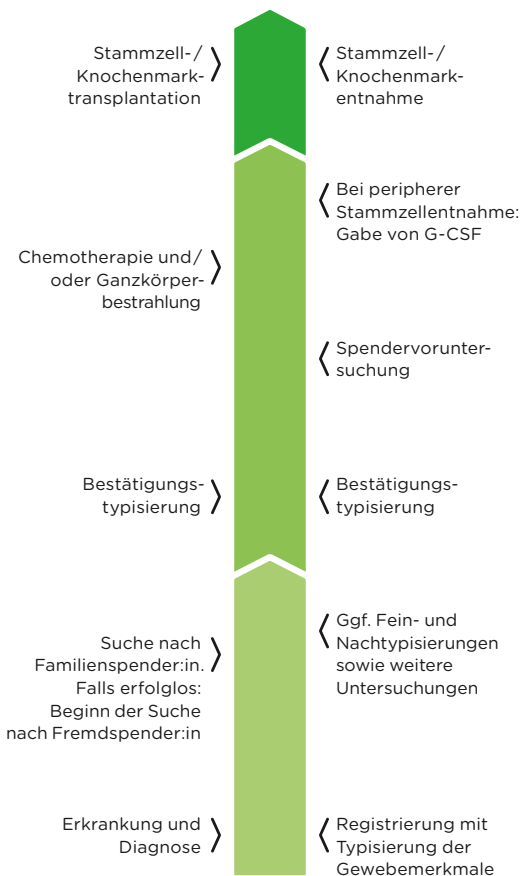 Stammzell-/
Knochenmark-
transplantation
Stammzell-/
Knochenmark-
entnahme
Bei peripherer
Stammzellentnahme:
Gabe von G-CSF
Chemotherapie und/
oder Ganzkörper-
bestrahlung
Spendervorunter-
suchung
Bestätigungs-
typisierung
Bestätigungs-
typisierung
Ggf. Fein- und
Nachtypisierungen
sowie weitere
Untersuchungen
Suche nach
Familienspender:in.
Falls erfolglos:
Beginn der Suche
nach Fremdspender:in
Erkrankung und
Diagnose
Registrierung mit
Typisierung der
Gewebemerkmale